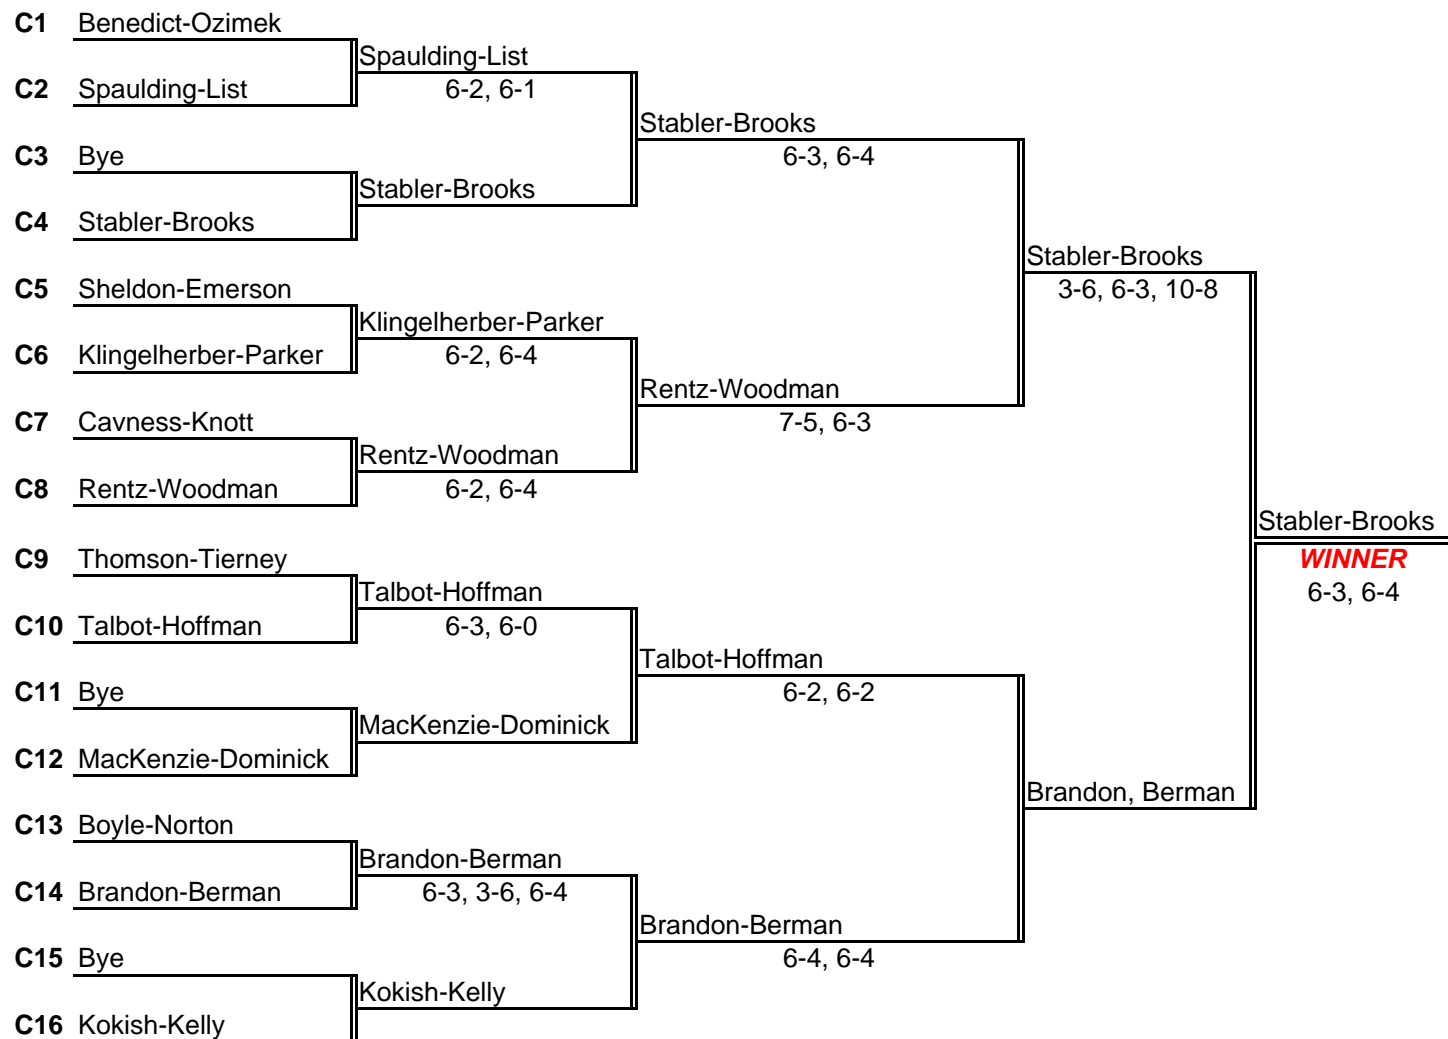 C1 Benedict-Ozimek
Spaulding-List
C2 Spaulding-List 6-2, 6-1
Stabler-Brooks
C3 Bye 6-3, 6-4
Stabler-Brooks
C4 Stabler-Brooks
Stabler-Brooks
C5 Sheldon-Emerson 3-6, 6-3, 10-8
Klingelherber-Parker
C6 Klingelherber-Parker 6-2, 6-4
Rentz-Woodman
C7 Cavness-Knott 7-5, 6-3
Rentz-Woodman
C8 Rentz-Woodman 6-2, 6-4
Stabler-Brooks
C9 Thomson-Tierney WINNER
Talbot-Hoffman 6-3, 6-4
C10 Talbot-Hoffman 6-3, 6-0
Talbot-Hoffman
C11 Bye 6-2, 6-2
MacKenzie-Dominick
C12 MacKenzie-Dominick
Brandon, Berman
C13 Boyle-Norton
Brandon-Berman
C14 Brandon-Berman 6-3, 3-6, 6-4
Brandon-Berman
C15 Bye 6-4, 6-4
Kokish-Kelly
C16 Kokish-Kelly